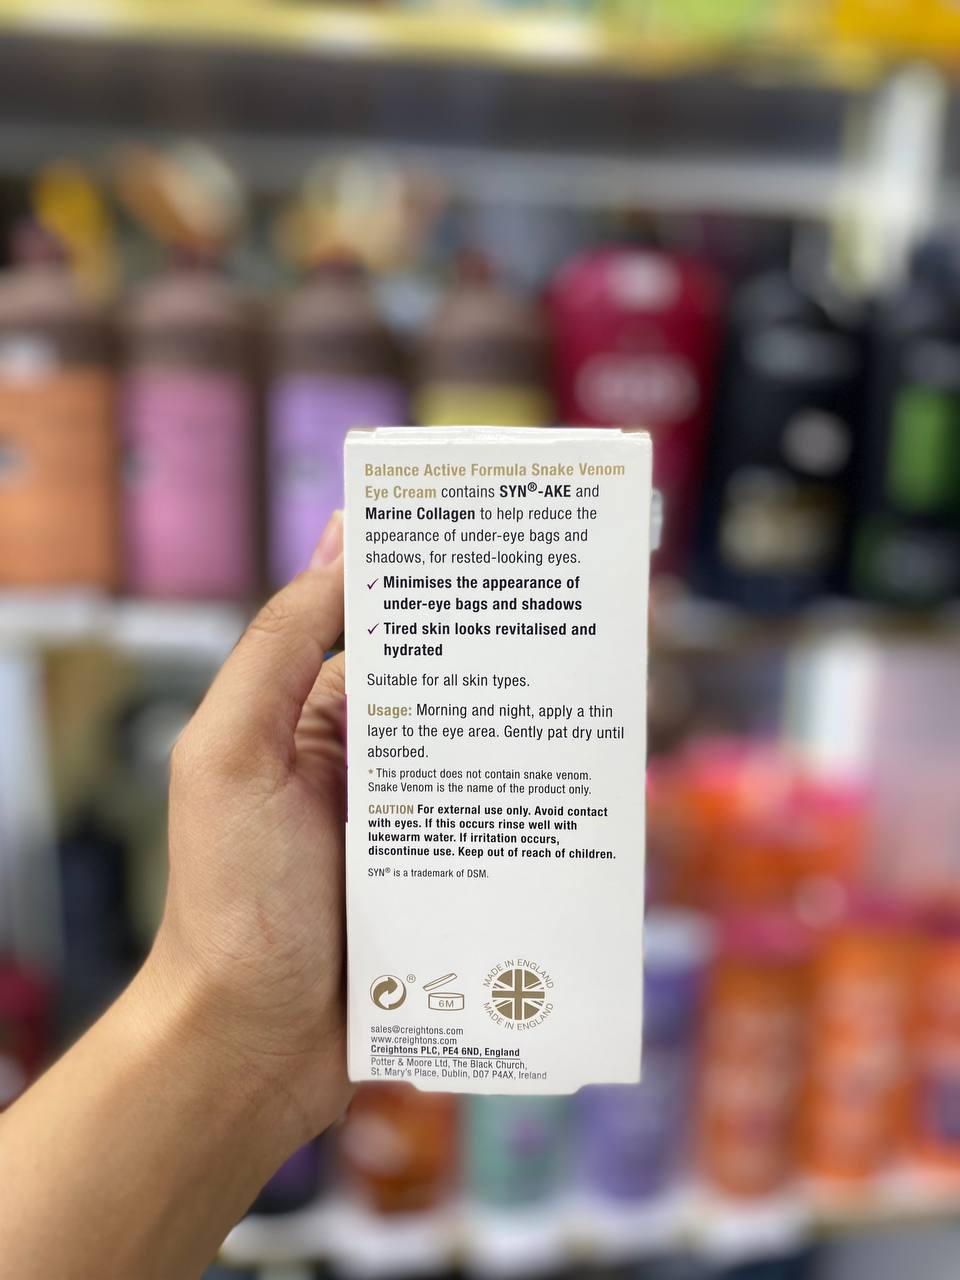 Balance Active Formula Snake Venom
Eye Cream contains SYN®-AKE and
Marine Collagen to help reduce the
appearance of under-eye bags and
shadows, for rested-looking eyes.
✓ Minimises the appearance of
under-eye bags and shadows
✓ Tired skin looks revitalised and
hydrated
Suitable for all skin types.
Usage: Morning and night, apply a thin
layer to the eye area. Gently pat dry until
absorbed.
* This product does not contain snake venom.
Snake Venom is the name of the product only.
CAUTION For external use only. Avoid contact
with eyes. If this occurs rinse well with
lukewarm water. If irritation occurs,
discontinue use. Keep out of reach of children.
SYN® is a trademark of DSM.
®
6M
MADE IN ENGLAND
MADE IN ENGLAND
sales@creightons.com
www.creightons.com
Creightons PLC, PE4 6ND, England
Potter & Moore Ltd, The Black Church,
St. Mary's Place, Dublin, D07 P4AX, Ireland